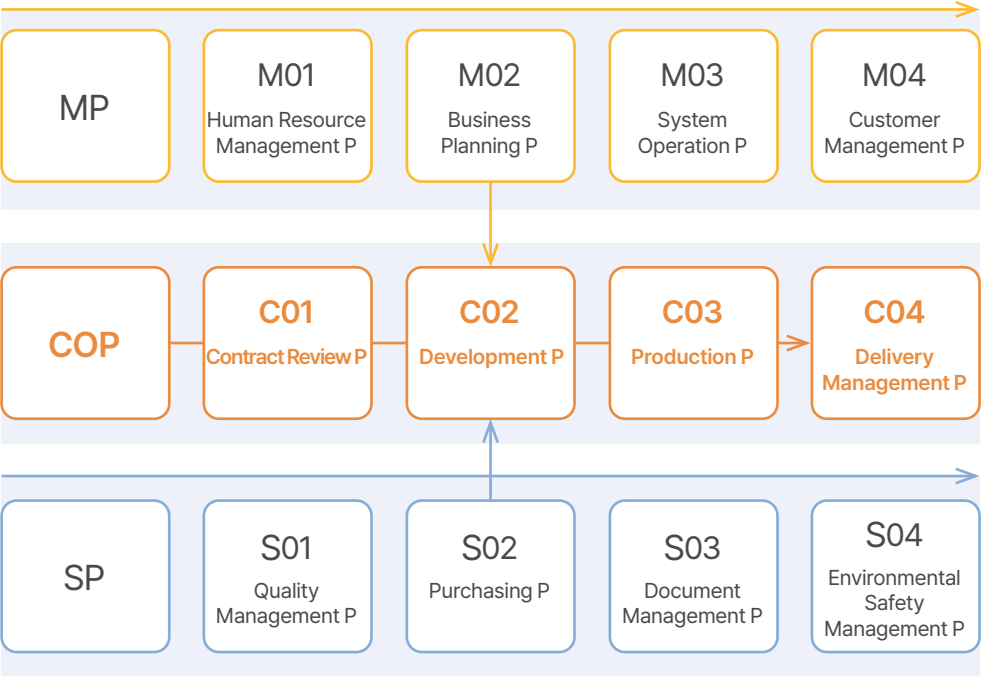 MP
M01
Human Resource
Management P
M02
Business
Planning P
M03
System
Operation P
M04
Customer
Management P
COP
C01
Contract Review P
C02
Development P
C03
Production P
C04
Delivery
Management P
SP
S01
Quality
Management P
S02
Purchasing P
S03
Document
Management P
S04
Environmental
Safety
Management P